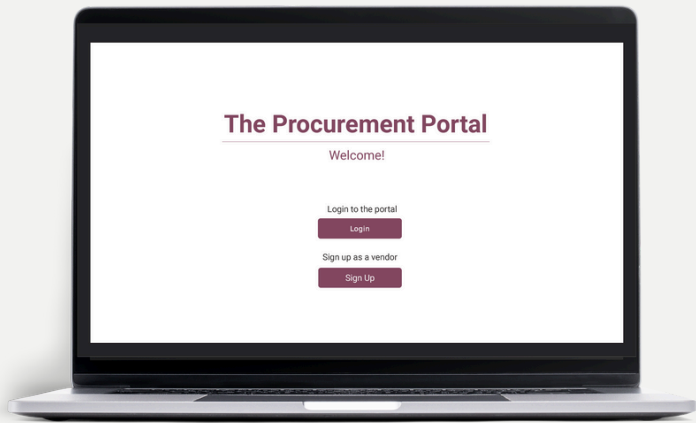 The Procurement Portal
Welcome!
Login to the portal
Login
Sign up as a vendor
Sign Up